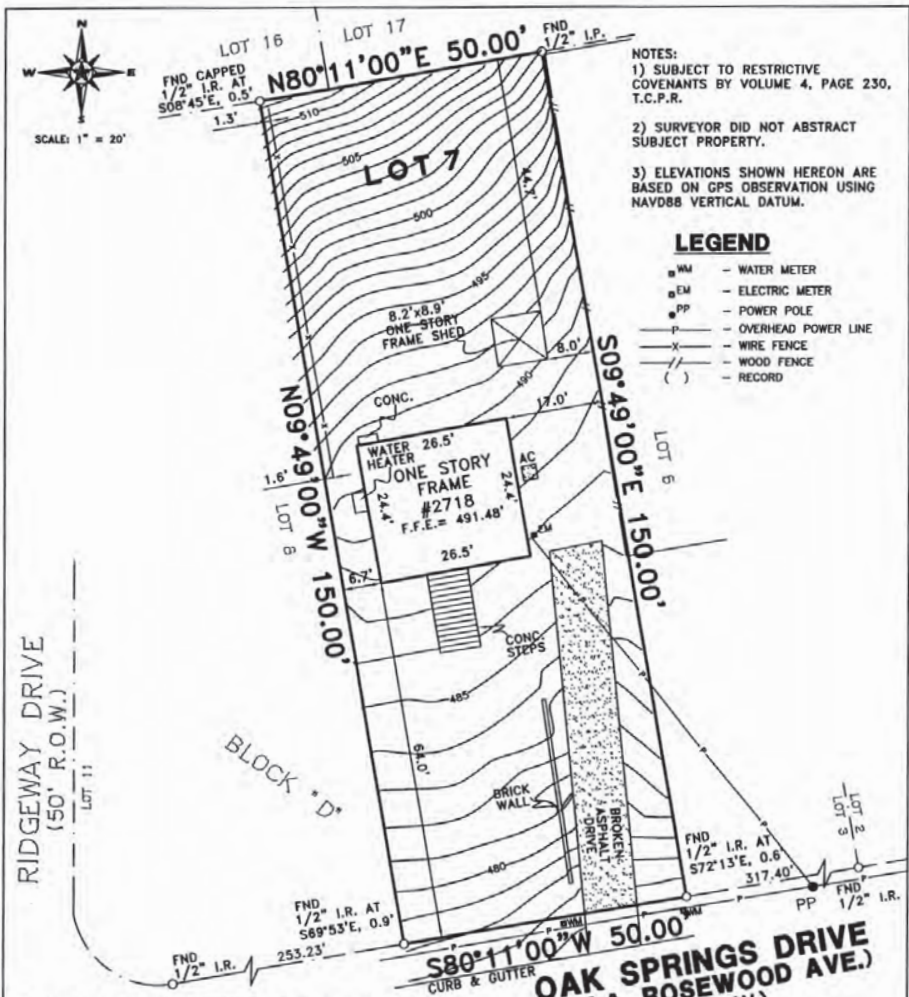 N
W
E
S
SCALE: 1" = 20'
LOT 16
LOT 17
FND CAPPED
1/2" I.R. AT
S08°45'E, 0.5'
N80°11'00"E 50.00'
FND
1/2" I.P.
1.3'
510
505
LOT 7
500
495
490
44.7'
NOTES:
1) SUBJECT TO RESTRICTIVE
COVENANTS BY VOLUME 4, PAGE 230,
T.C.P.R.
2) SURVEYOR DID NOT ABSTRACT
SUBJECT PROPERTY.
3) ELEVATIONS SHOWN HEREON ARE
BASED ON GPS OBSERVATION USING
NAVD88 VERTICAL DATUM.
LEGEND
WM - WATER METER
EM - ELECTRIC METER
PP - POWER POLE
P - OVERHEAD POWER LINE
X - WIRE FENCE
// - WOOD FENCE
( ) - RECORD
8.2'x8.9'
ONE STORY
FRAME SHED
8.0'
CONC.
17.0'
WATER
HEATER
26.5'
ONE STORY
FRAME
#2718
F.F.E.= 491.48'
24.4'
24.4'
26.5'
AC
EM
1.6'
LOT 8
6.7'
N09°49'00"W 150.00'
S09°49'00"E 150.00'
LOT 6
CONC.
STEPS
485
64.0'
480
BRICK
WALL
BROKEN
ASPHALT
DRIVE
RIDGEWAY DRIVE
(50' R.O.W.)
LOT 11
BLOCK "D"
LOT 2
LOT 3
FND
1/2" I.R. AT
S72°13'E, 0.6'
317.40'
PP
FND
1/2" I.R.
FND
1/2" I.R. AT
S69°53'E, 0.9'
FND
1/2" I.R.
253.23'
WM
WM
S80°11'00"W 50.00'
CURB & GUTTER
OAK SPRINGS DRIVE
ROSEWOOD AVE.)